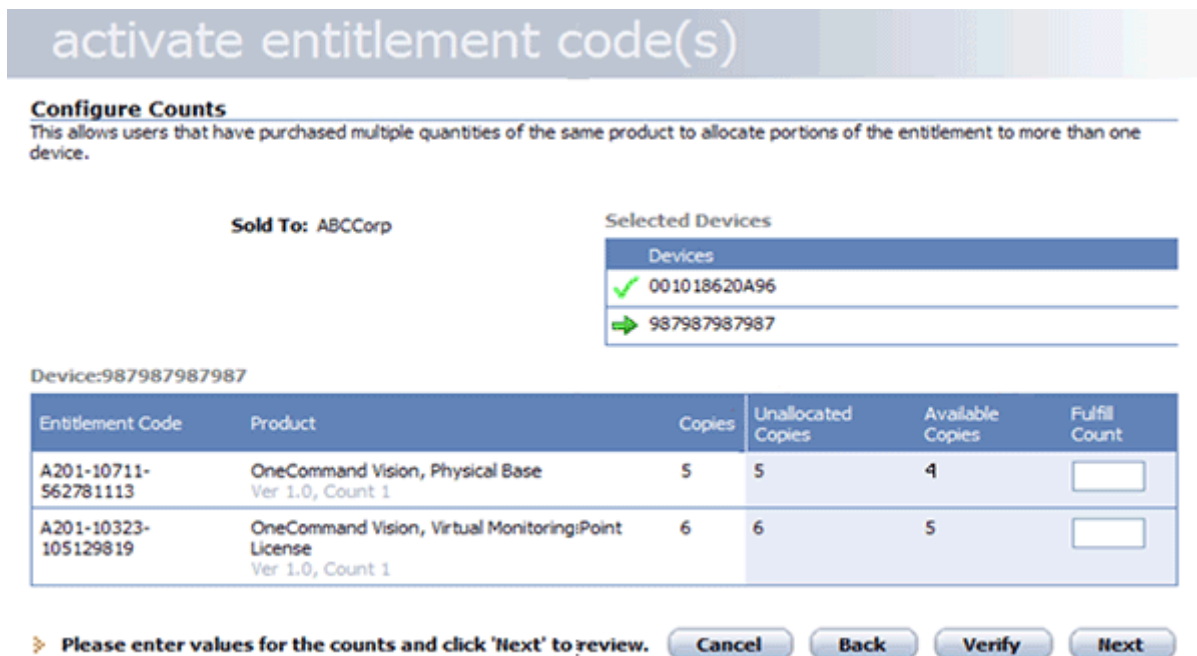 activate entitlement code(s)
Configure Counts
This allows users that have purchased multiple quantities of the same product to allocate portions of the entitlement to more than one
device.
Sold To: ABCCorp
Selected Devices
Devices
001018620A96
987987987987
Device:987987987987
Entitlement Code Product Copies Unallocated Copies Available Copies Fulfill Count
A201-10711-562781113 OneCommand Vision, Physical Base 5 5 4
Ver 1.0, Count 1
A201-10323-105129819 OneCommand Vision, Virtual Monitoring:Point License 6 6 5
Ver 1.0, Count 1
Please enter values for the counts and click 'Next' to review. Cancel Back Verify Next